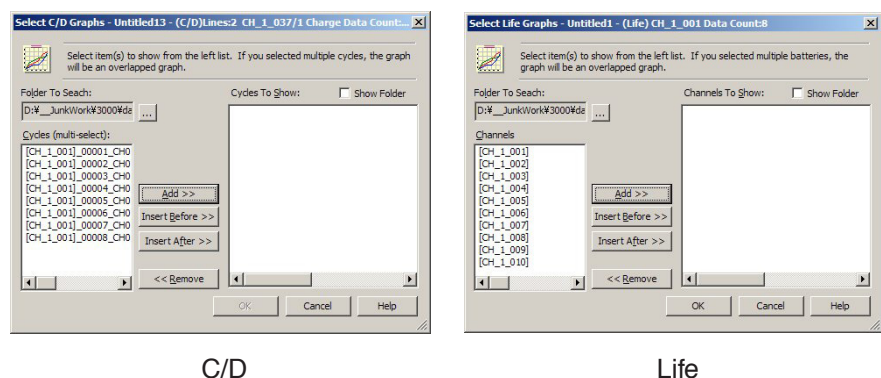 Select C/D Graphs - Untitled13 - (C/D)Lines:2 CH_1_037/1 Charge Data Count:...
Select item(s) to show from the left list. If you selected multiple cycles, the graph
will be an overlapped graph.
Folder To Seach:
Cycles To Show:
Show Folder
D:¥__JunkWork¥3000¥da
...
Cycles (multi-select):
[CH_1_001]_00001_CH0
[CH_1_001]_00002_CH0
[CH_1_001]_00003_CH0
[CH_1_001]_00004_CH0
[CH_1_001]_00005_CH0
[CH_1_001]_00006_CH0
[CH_1_001]_00007_CH0
[CH_1_001]_00008_CH0
Add >>
Insert Before >>
Insert After >>
<< Remove
OK
Cancel
Help
C/D
Select Life Graphs - Untitled1 - (Life) CH_1_001 Data Count:8
Select item(s) to show from the left list. If you selected multiple batteries, the
graph will be an overlapped graph.
Folder To Seach:
Channels To Show:
Show Folder
D:¥__JunkWork¥3000¥da
...
Channels
[CH_1_001]
[CH_1_002]
[CH_1_003]
[CH_1_004]
[CH_1_005]
[CH_1_006]
[CH_1_007]
[CH_1_008]
[CH_1_009]
[CH_1_010]
Add >>
Insert Before >>
Insert After >>
<< Remove
OK
Cancel
Help
Life